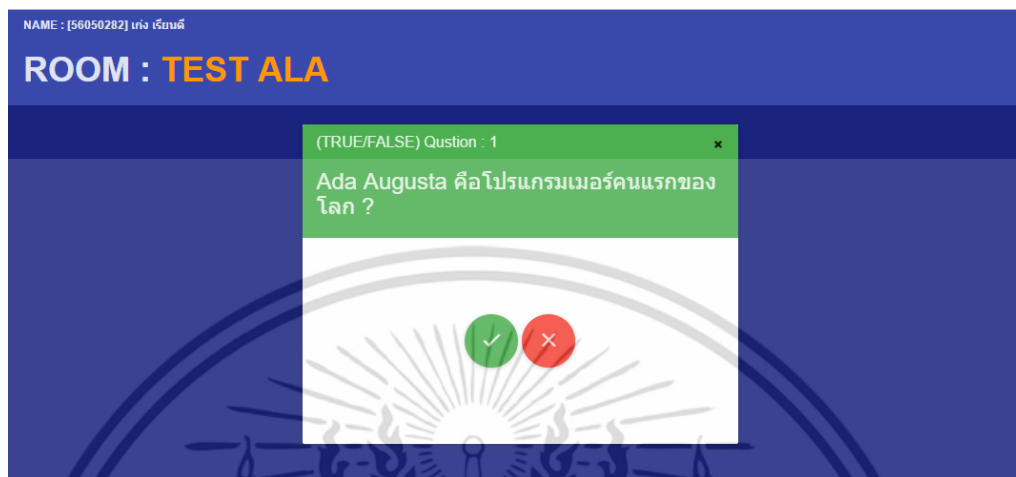 NAME : [56050282] เก่ง เรียนดี
ROOM : TEST ALA
(TRUE/FALSE) Qustion : 1
Ada Augusta คือโปรแกรมเมอร์คนแรกของ
โลก ?